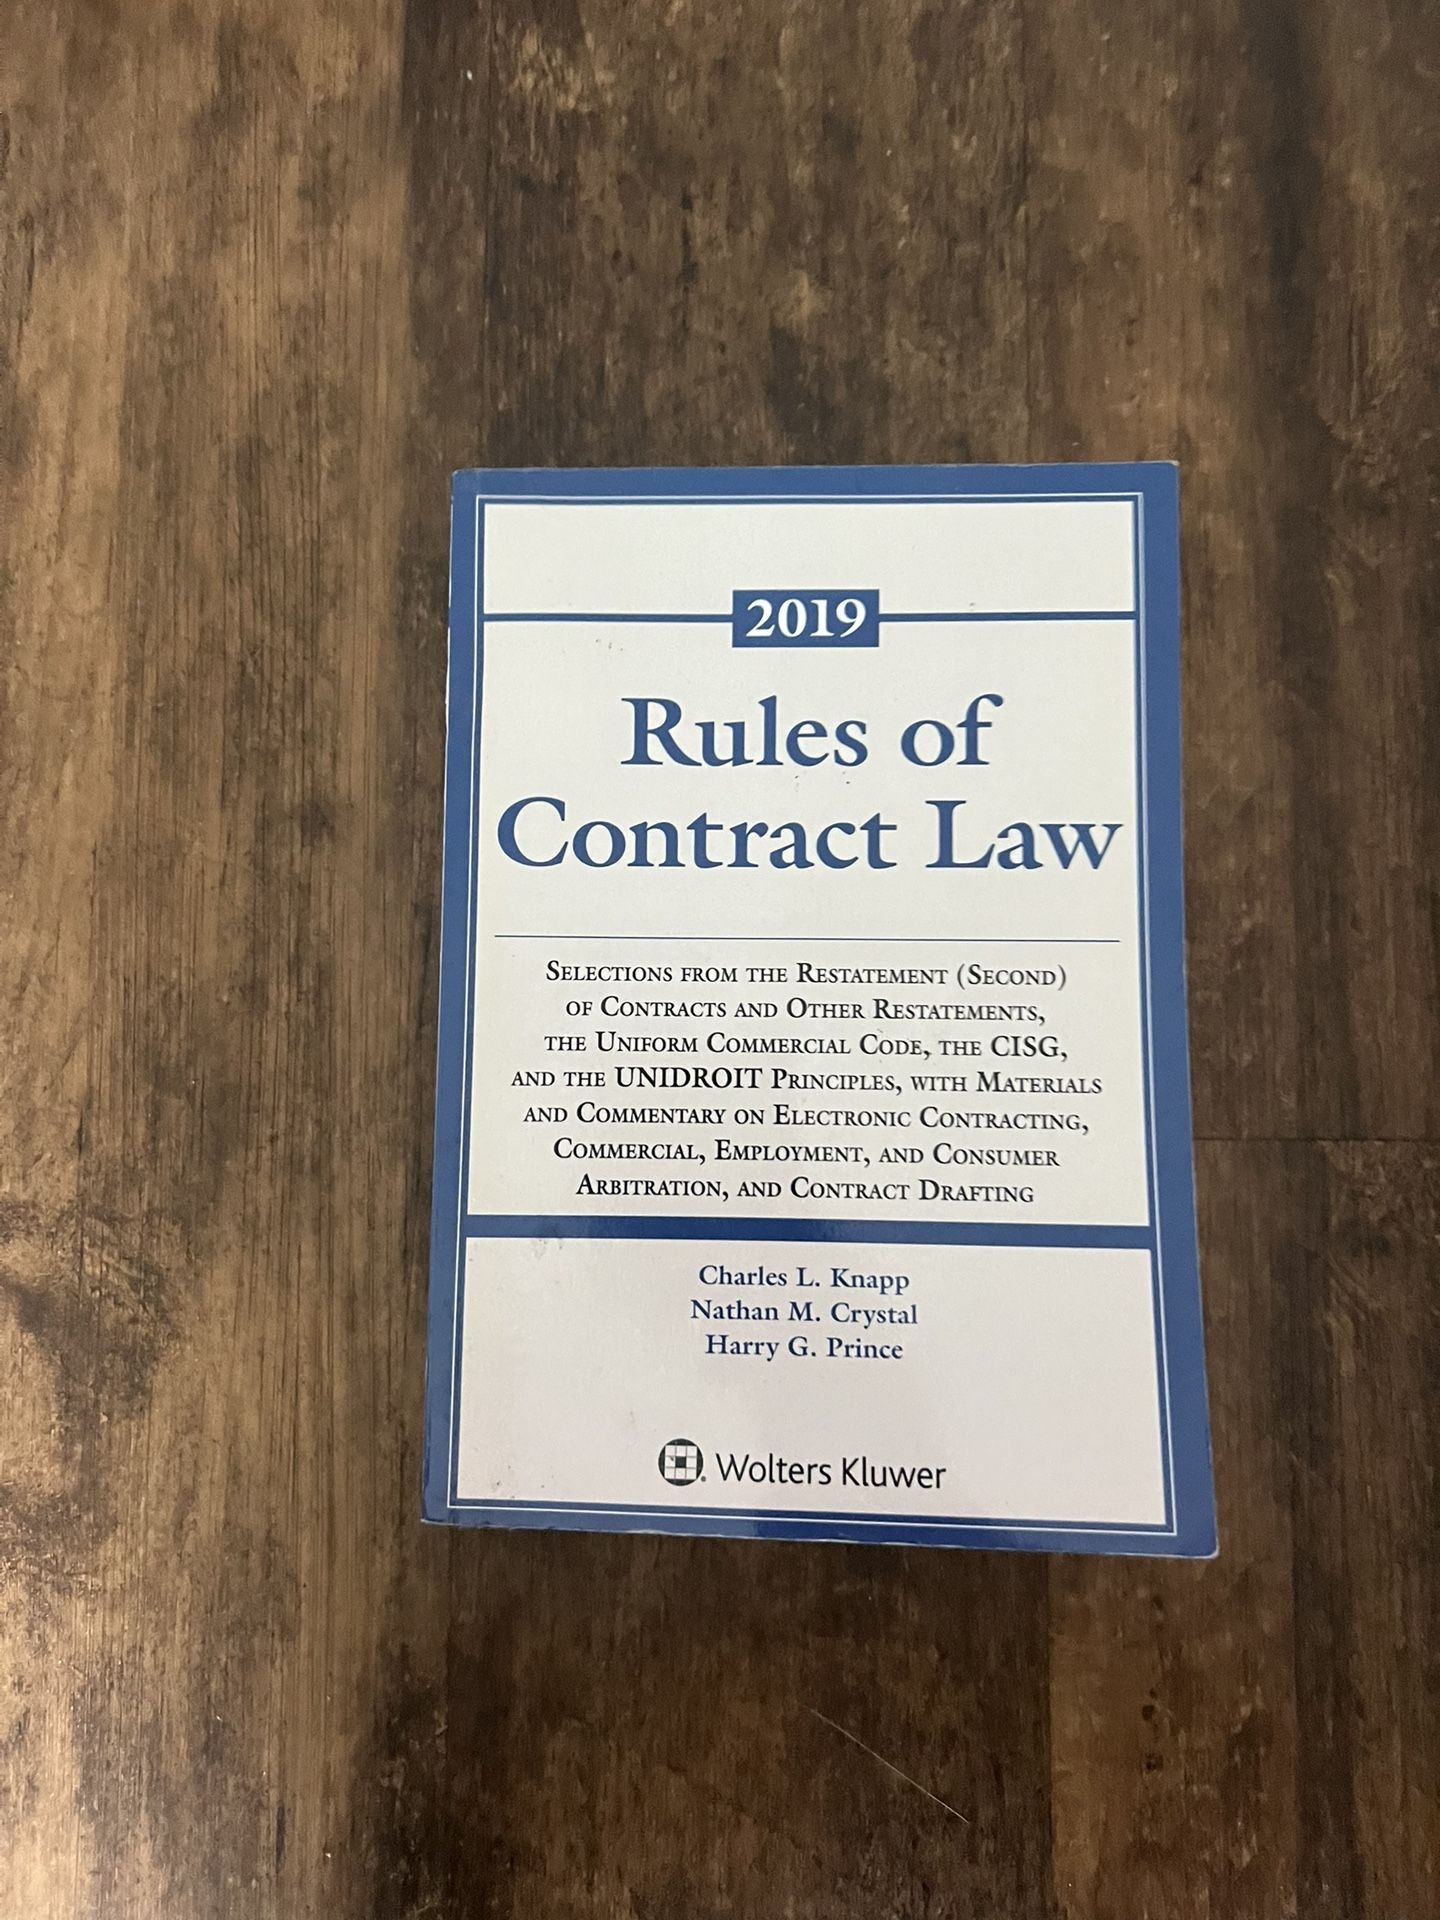 2019
Rules of
Contract Law
Selections from the Restatement (Second)
of Contracts and Other Restatements,
the Uniform Commercial Code, the CISG,
and the UNIDROIT Principles, with Materials
and Commentary on Electronic Contracting,
Commercial, Employment, and Consumer
Arbitration, and Contract Drafting
Charles L. Knapp
Nathan M. Crystal
Harry G. Prince
Wolters Kluwer